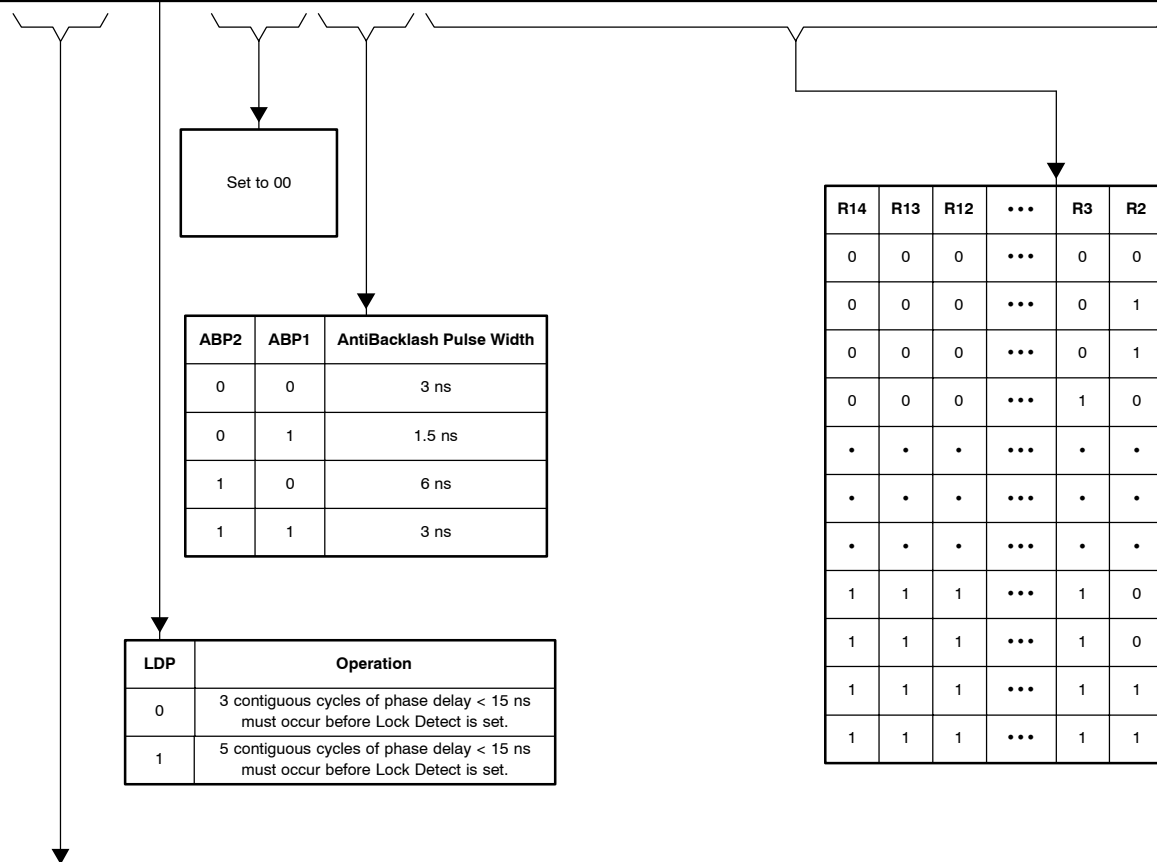 Set to 00
ABP2 ABP1 AntiBacklash Pulse Width
0 0 3 ns
0 1 1.5 ns
1 0 6 ns
1 1 3 ns
LDP Operation
0 3 contiguous cycles of phase delay < 15 ns
must occur before Lock Detect is set.
1 5 contiguous cycles of phase delay < 15 ns
must occur before Lock Detect is set.
R14 R13 R12 ••• R3 R2
0 0 0 ••• 0 0
0 0 0 ••• 0 1
0 0 0 ••• 0 1
0 0 0 ••• 1 0
• • • ••• • •
• • • ••• • •
• • • ••• • •
1 1 1 ••• 1 0
1 1 1 ••• 1 0
1 1 1 ••• 1 1
1 1 1 ••• 1 1